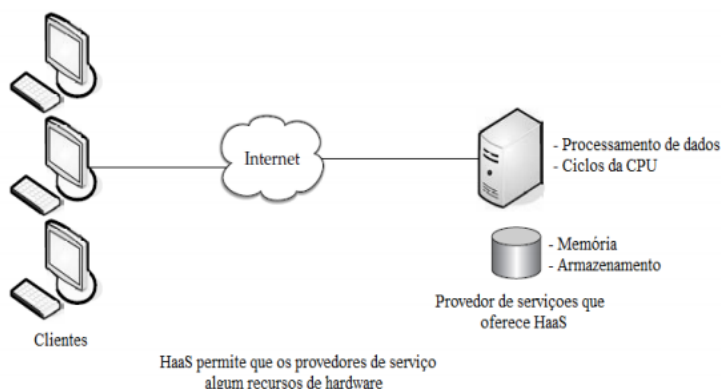 Internet
- Processamento de dados
- Ciclos da CPU
- Memória
- Armazenamento
Provedor de serviçoes que
oferece HaaS
Clientes
HaaS permite que os provedores de serviço
algum recursos de hardware